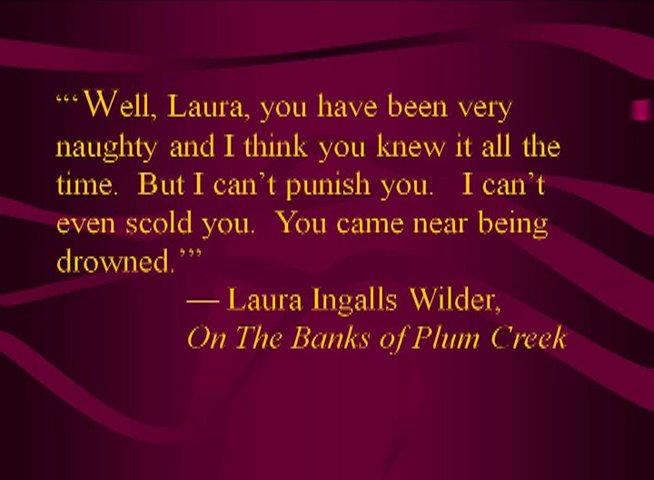 “‘Well, Laura, you have been very
naughty and I think you knew it all the
time.  But I can’t punish you.   I can’t
even scold you.  You came near being
drowned.’”
— Laura Ingalls Wilder,
On The Banks of Plum Creek